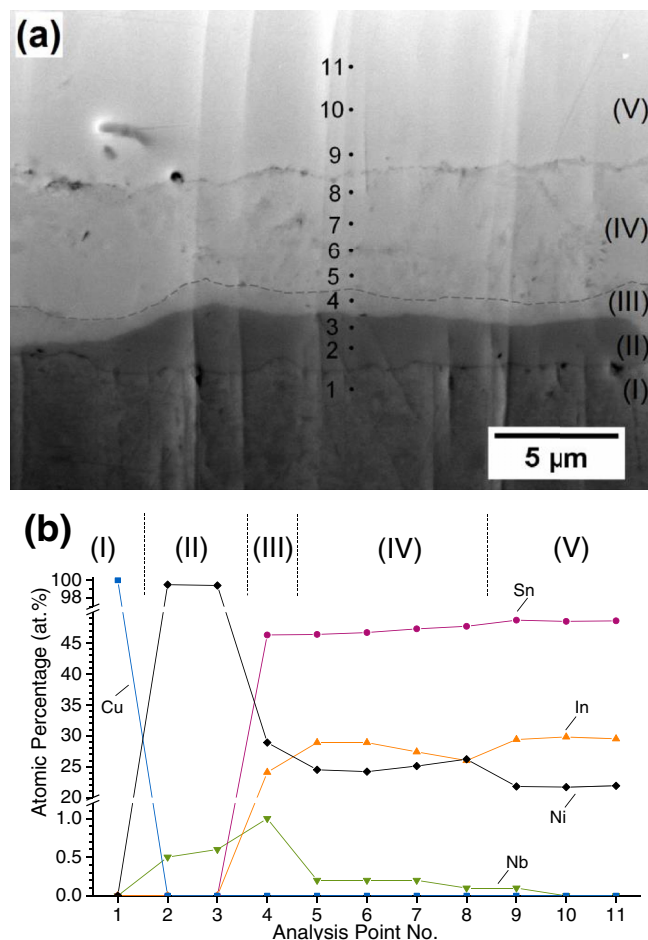 (a)
11
10
(V)
9
8
7
(IV)
6
5
4
(III)
3
(II)
2
1
(I)
5 µm
(b)
(I) (II) (III) (IV) (V)
100
98
Sn
45
40
Cu
35
In
30
25
20
Ni
1.0
Nb
0.5
0.0
1 2 3 4 5 6 7 8 9 10 11
Atomic Percentage (at.%)
Analysis Point No.